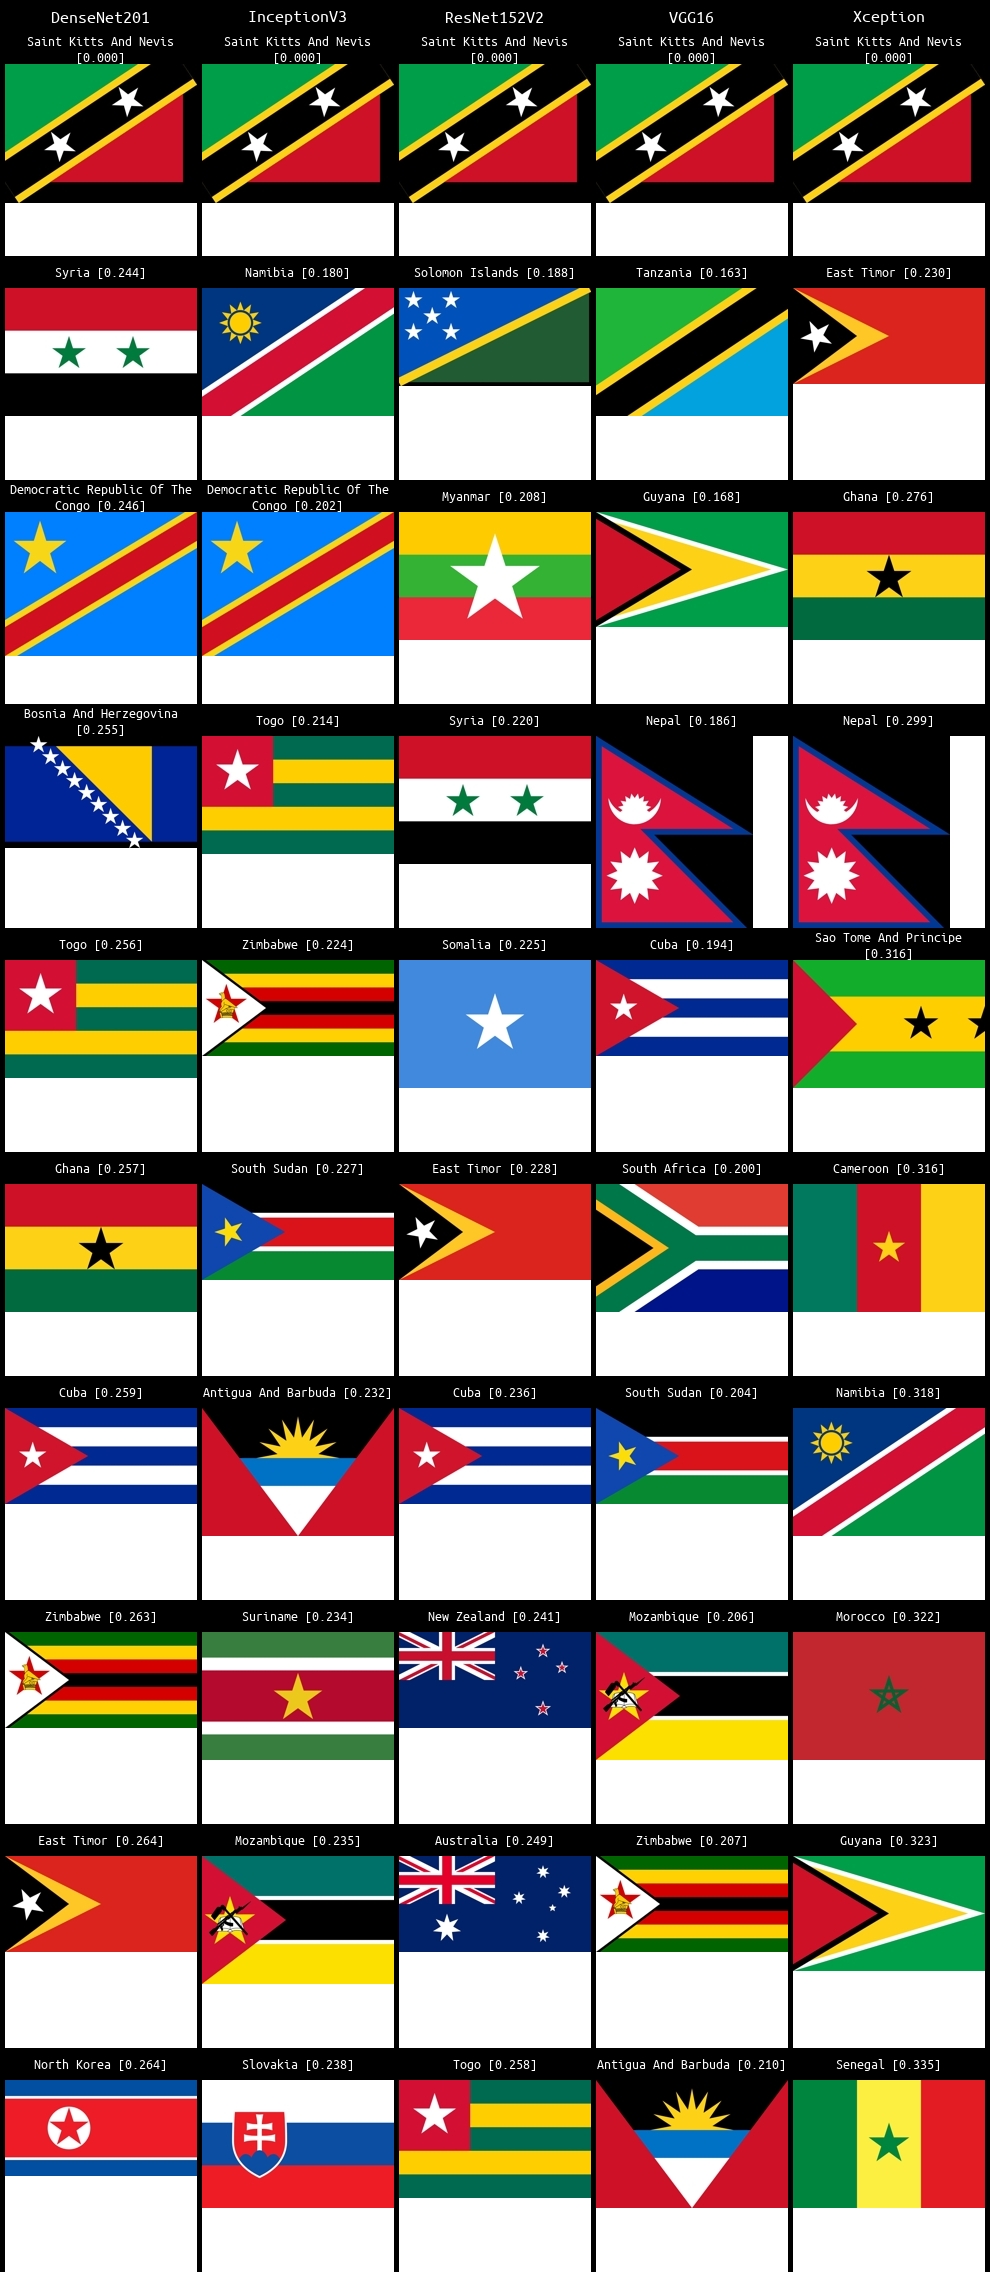 DenseNet201 InceptionV3 ResNet152V2 VGG16 Xception
Saint Kitts And Nevis Saint Kitts And Nevis Saint Kitts And Nevis Saint Kitts And Nevis Saint Kitts And Nevis
[0.000] [0.000] [0.000] [0.000] [0.000]
Syria [0.244] Namibia [0.180] Solomon Islands [0.188] Tanzania [0.163] East Timor [0.230]
Democratic Republic Of The Democratic Republic Of The
Congo [0.246] Congo [0.202] Myanmar [0.208] Guyana [0.168] Ghana [0.276]
Bosnia And Herzegovina
[0.255] Togo [0.214] Syria [0.220] Nepal [0.186] Nepal [0.299]
Togo [0.256] Zimbabwe [0.224] Somalia [0.225] Cuba [0.194] Sao Tome And Principe
[0.316]
Ghana [0.257] South Sudan [0.227] East Timor [0.228] South Africa [0.200] Cameroon [0.316]
Cuba [0.259] Antigua And Barbuda [0.232] Cuba [0.236] South Sudan [0.204] Namibia [0.318]
Zimbabwe [0.263] Suriname [0.234] New Zealand [0.241] Mozambique [0.206] Morocco [0.322]
East Timor [0.264] Mozambique [0.235] Australia [0.249] Zimbabwe [0.207] Guyana [0.323]
North Korea [0.264] Slovakia [0.238] Togo [0.258] Antigua And Barbuda [0.210] Senegal [0.335]